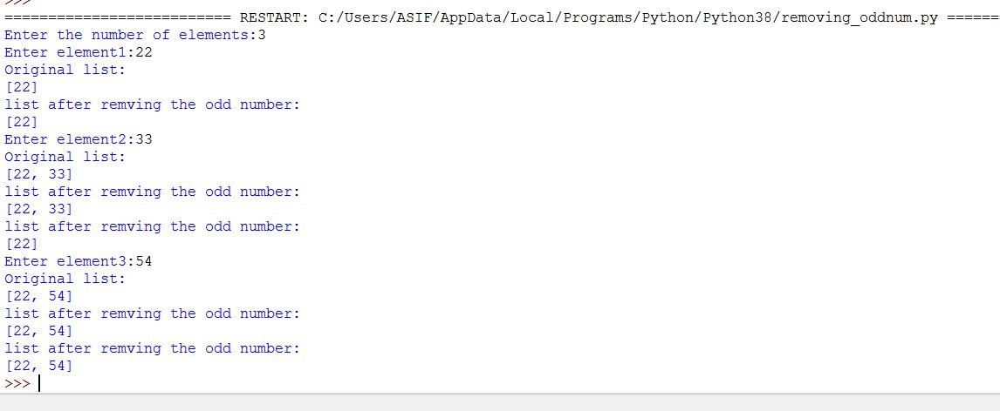 ========================== RESTART: C:/Users/ASIF/AppData/Local/Programs/Python/Python38/removing_oddnum.py ======
Enter the number of elements:3
Enter element1:22
Original list:
[22]
list after remving the odd number:
[22]
Enter element2:33
Original list:
[22, 33]
list after remving the odd number:
[22, 33]
list after remving the odd number:
[22]
Enter element3:54
Original list:
[22, 54]
list after remving the odd number:
[22, 54]
list after remving the odd number:
[22, 54]
>>>